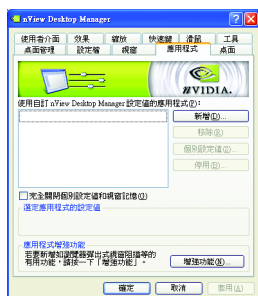 nView Desktop Manager
使用者介面 效果 縮放 快速鍵 滑鼠 工具
桌面管理 設定檔 視窗 應用程式 桌面
nVIDIA.
使用自訂 nView Desktop Manager 設定值的應用程式(P):
新增(D)...
移除(R)
個別設定值(S)...
停用(D)...
完全關閉個別設定值和視窗記憶(O)
選定應用程式的設定值
應用程式增強功能
若要新增如瀏覽器彈出式視窗阻擋等的
有用功能，請按一下「增強功能」。
增強功能(N)...
確定 取消 套用(A)